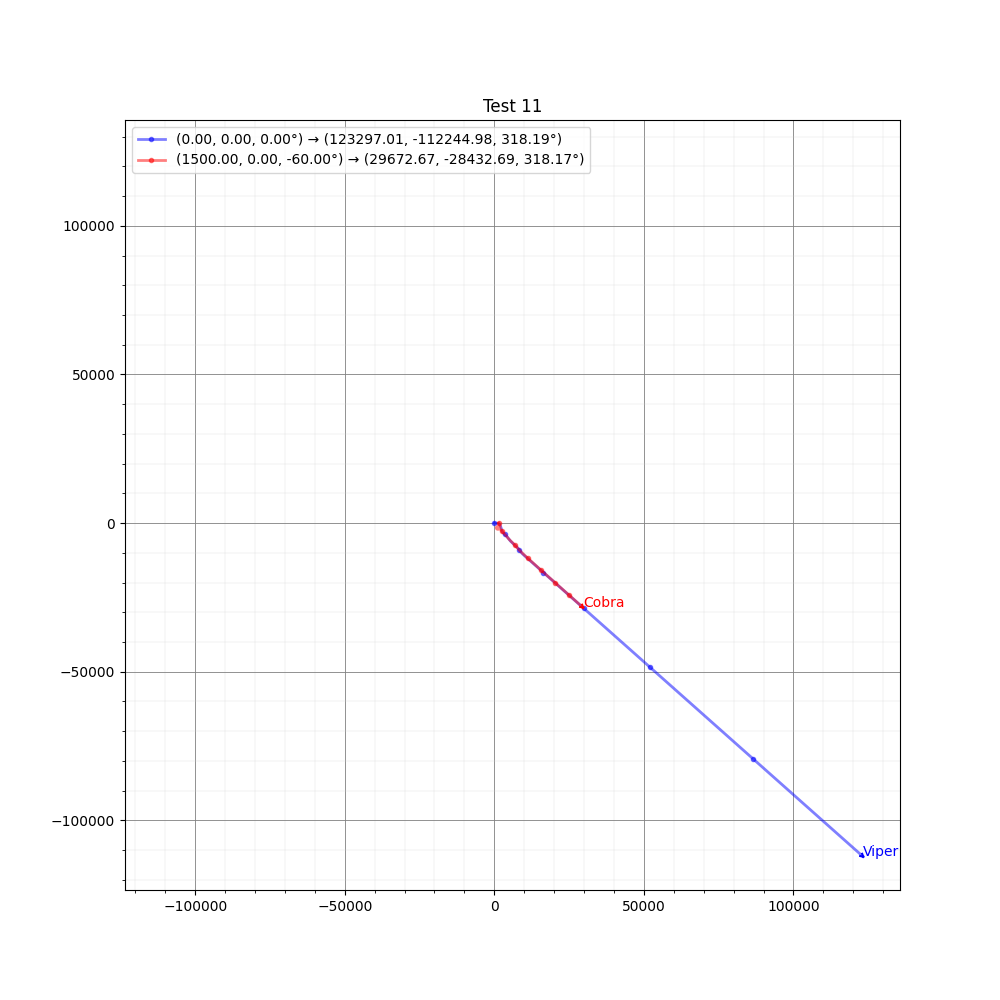 Test 11
(0.00, 0.00, 0.00°) → (123297.01, -112244.98, 318.19°)
(1500.00, 0.00, -60.00°) → (29672.67, -28432.69, 318.17°)
100000
50000
0
Cobra
−50000
−100000
Viper
−100000 −50000 0 50000 100000